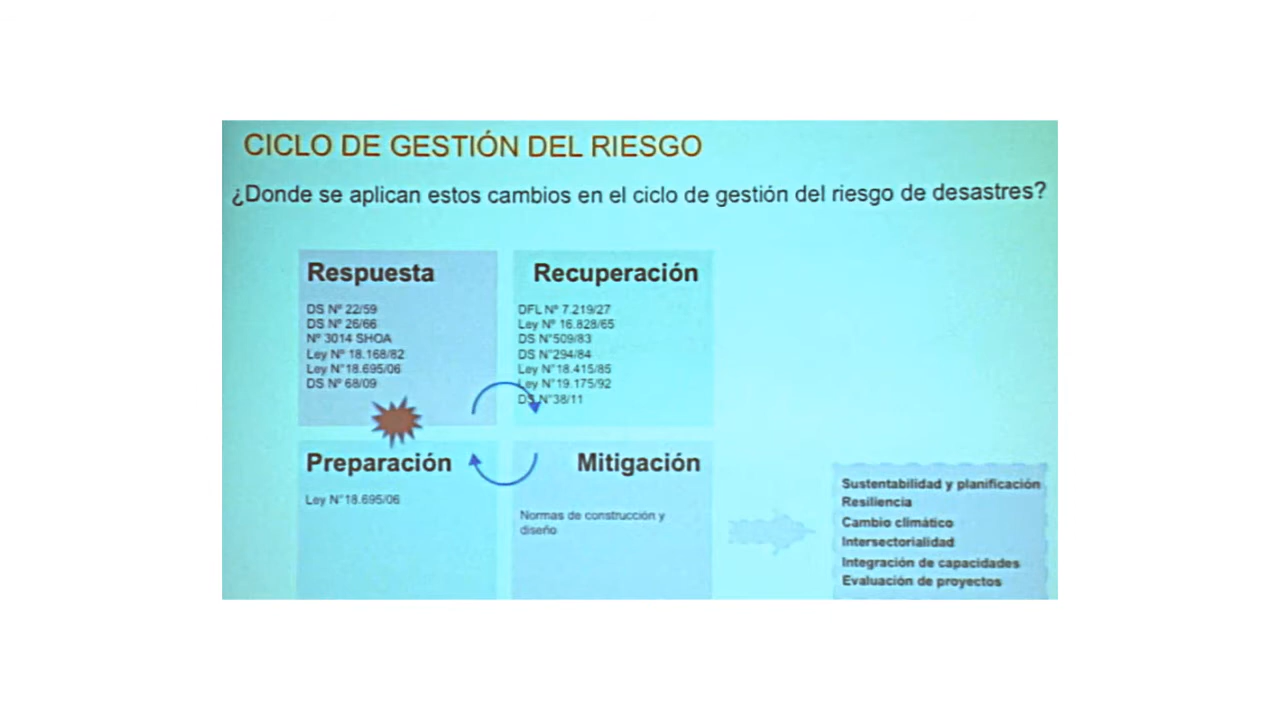 CICLO DE GESTIÓN DEL RIESGO
¿Donde se aplican estos cambios en el ciclo de gestión del riesgo de desastres?
Respuesta
DS Nº 22/59
DS Nº 26/66
Nº 3014 SHOA
Ley Nº 18.168/82
Ley N°18.695/06
DS Nº 68/09
Recuperación
DFL Nº 7.219/27
Ley Nº 16.828/65
DS N°509/83
DS N°294/84
Ley N°18.415/85
Ley N°19.175/92
DS N°38/11
Preparación
Ley N°18.695/06
Mitigación
Normas de construcción y
diseño
Sustentabilidad y planificación
Resiliencia
Cambio climático
Intersectorialidad
Integración de capacidades
Evaluación de proyectos